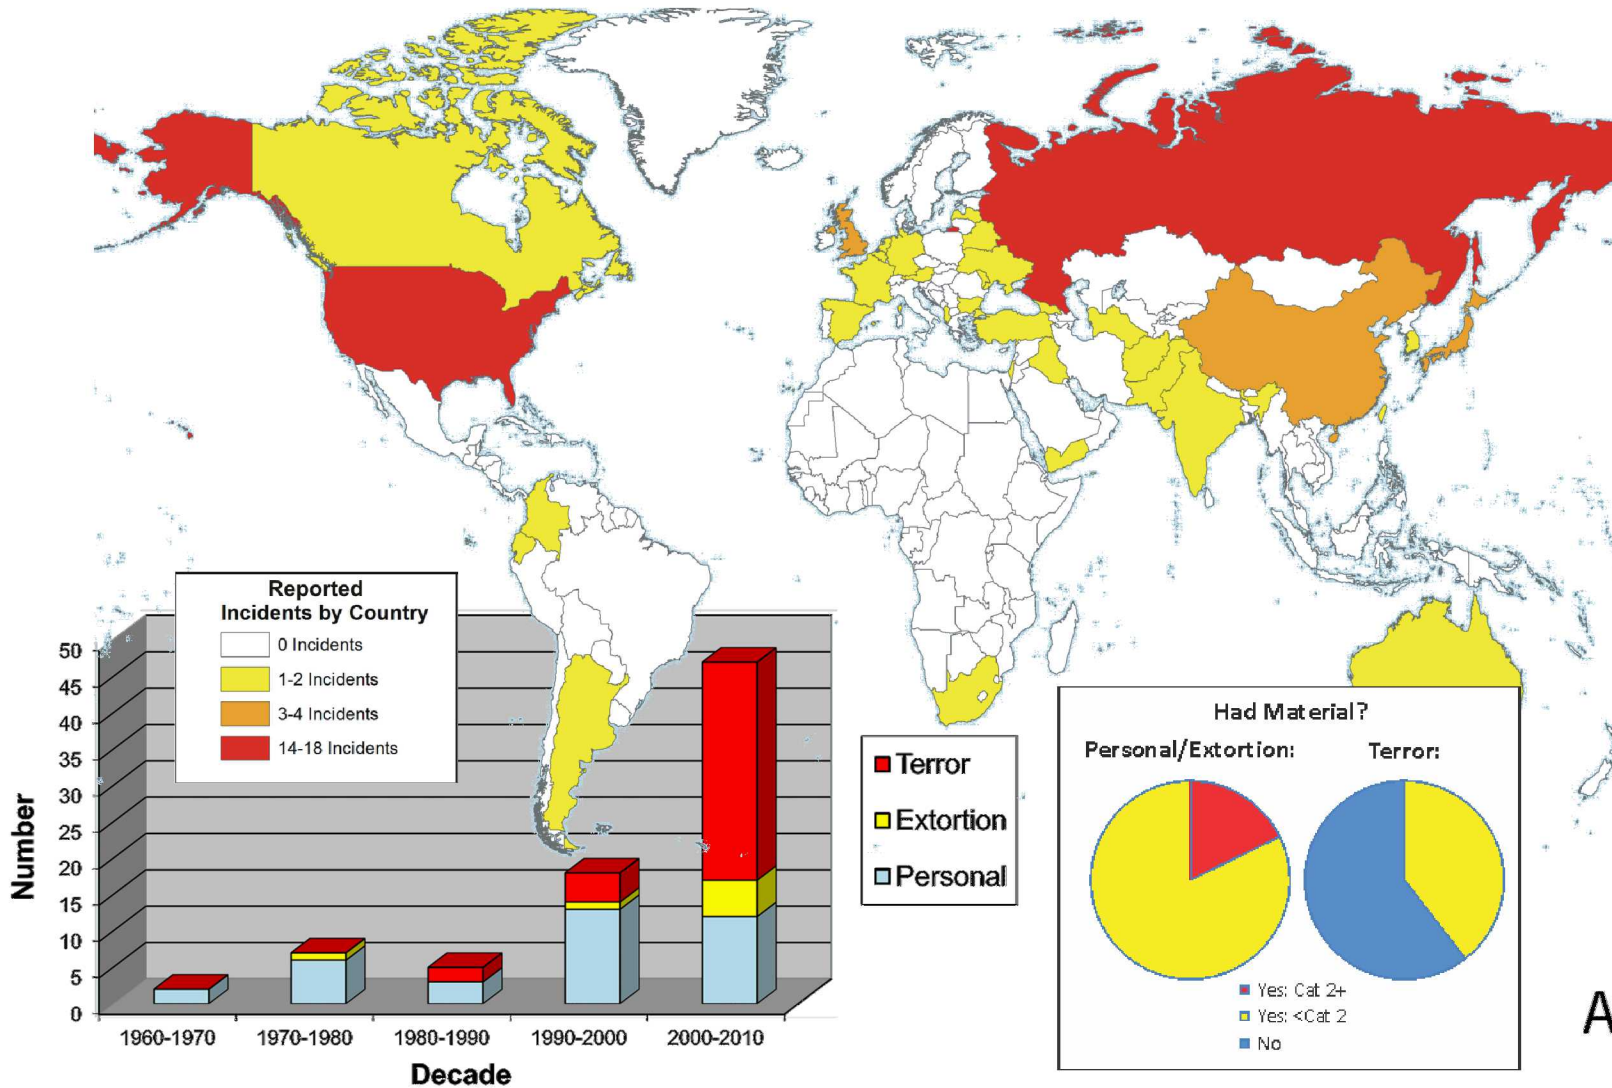 Reported
Incidents by Country
0 Incidents
1-2 Incidents
3-4 Incidents
14-18 Incidents
50
45
40
35
30
25
20
15
10
5
0
Number
1960-1970
1970-1980
1980-1990
1990-2000
2000-2010
Decade
Terror
Extortion
Personal
Had Material?
Personal/Extortion:
Terror:
Yes: Cat 2+
Yes: <Cat 2
No
A